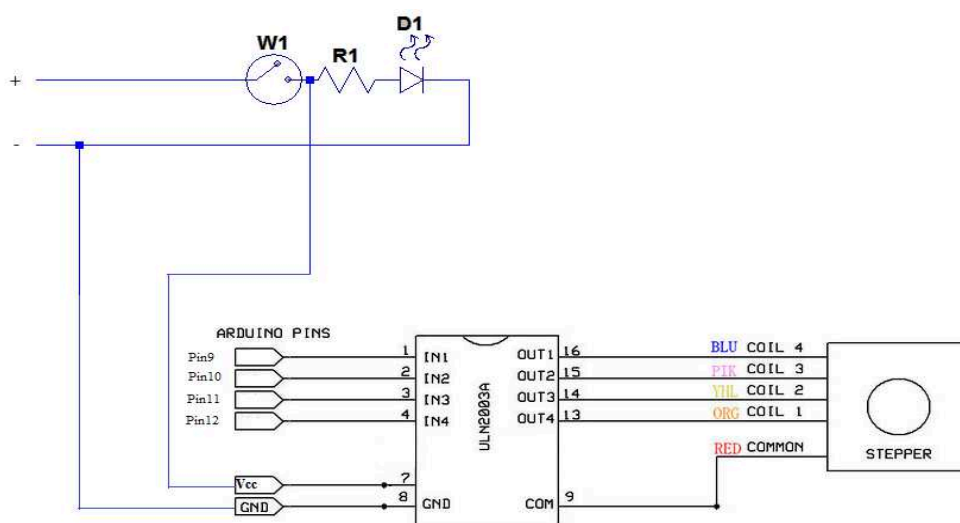 D1
W1
R1
+
-
ARDUINO PINS
Pin9 1 IN1 OUT1 16 BLU COIL 4
Pin10 2 IN2 OUT2 15 PIK COIL 3
Pin11 3 IN3 OUT3 14 YHL COIL 2
Pin12 4 IN4 OUT4 13 ORG COIL 1
ULN2003A
RED COMMON
STEPPER
Vcc 7
GND 8 GND COM 9